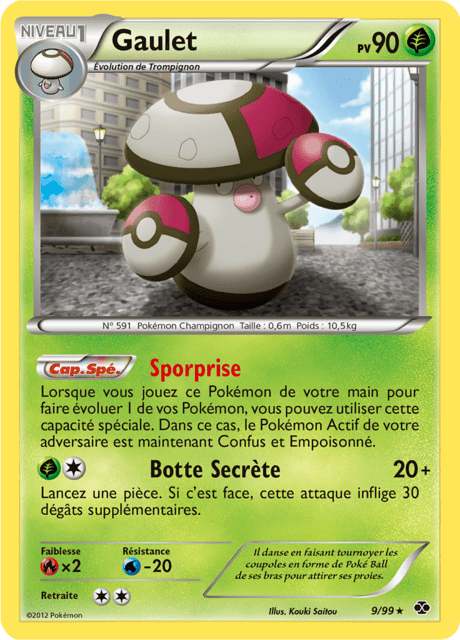 NIVEAU 1
Gaulet
PV 90
Évolution de Trompignon
N° 591 Pokémon Champignon Taille : 0,6m Poids : 10,5kg
Cap. Spé. Sporprise
Lorsque vous jouez ce Pokémon de votre main pour
faire évoluer 1 de vos Pokémon, vous pouvez utiliser cette
capacité spéciale. Dans ce cas, le Pokémon Actif de votre
adversaire est maintenant Confus et Empoisonné.
Botte Secrète 20+
Lancez une pièce. Si c'est face, cette attaque inflige 30
dégâts supplémentaires.
Faiblesse Résistance
×2 -20
Retraite
Il danse en faisant tournoyer les
coupoles en forme de Poké Ball
de ses bras pour attirer ses proies.
©2012 Pokémon Illus. Kouki Saitou 9/99 ★